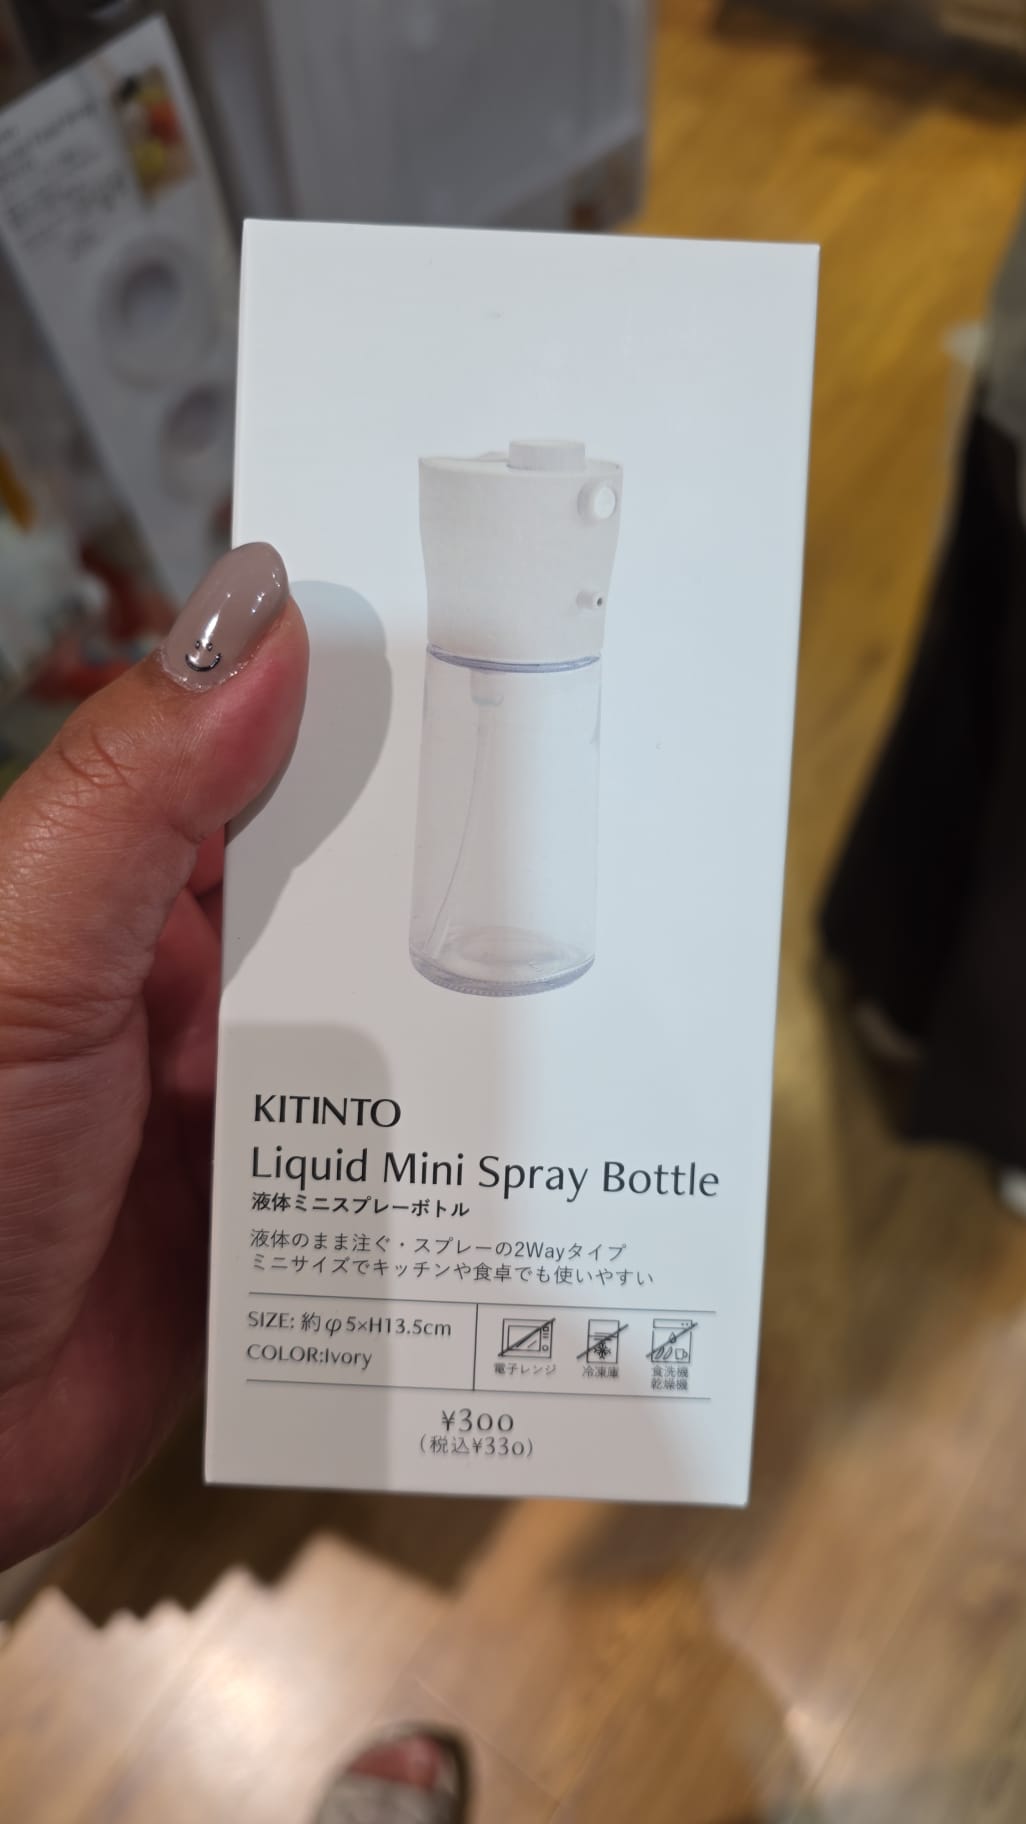 KITINTO
Liquid Mini Spray Bottle
液体ミニスプレーボトル
液体のまま注ぐ・スプレーの2Wayタイプ
ミニサイズでキッチンや食卓でも使いやすい
SIZE: 約φ5×H13.5cm
COLOR:Ivory
電子レンジ
冷凍庫
食洗機
乾燥機
¥300
(税込¥330)